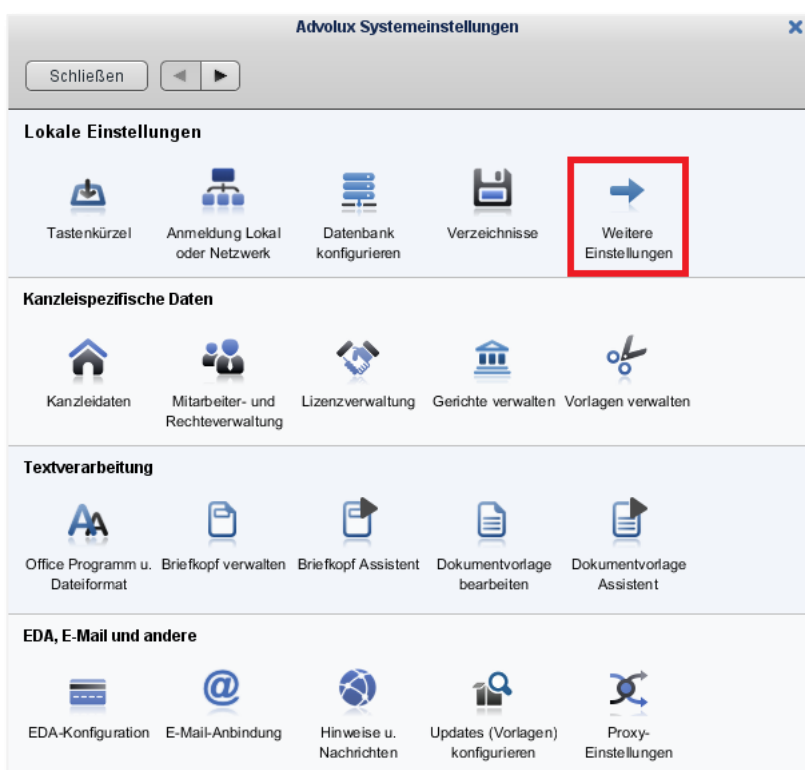 Advolux Systemeinstellungen
Schließen
Lokale Einstellungen
Tastenkürzel
Anmeldung Lokal
oder Netzwerk
Datenbank
konfigurieren
Verzeichnisse
Weitere
Einstellungen
Kanzleispezifische Daten
Kanzleidaten
Mitarbeiter- und
Rechteverwaltung
Lizenzverwaltung
Gerichte verwalten
Vorlagen verwalten
Textverarbeitung
Office Programm u.
Dateiformat
Briefkopf verwalten
Briefkopf Assistent
Dokumentvorlage
bearbeiten
Dokumentvorlage
Assistent
EDA, E-Mail und andere
EDA-Konfiguration
E-Mail-Anbindung
Hinweise u.
Nachrichten
Updates (Vorlagen)
konfigurieren
Proxy-
Einstellungen